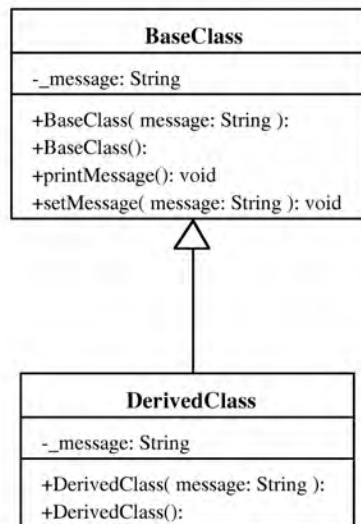 BaseClass
-_message: String
+BaseClass( message: String ):
+BaseClass():
+printMessage(): void
+setMessage( message: String ): void
DerivedClass
-_message: String
+DerivedClass( message: String ):
+DerivedClass():